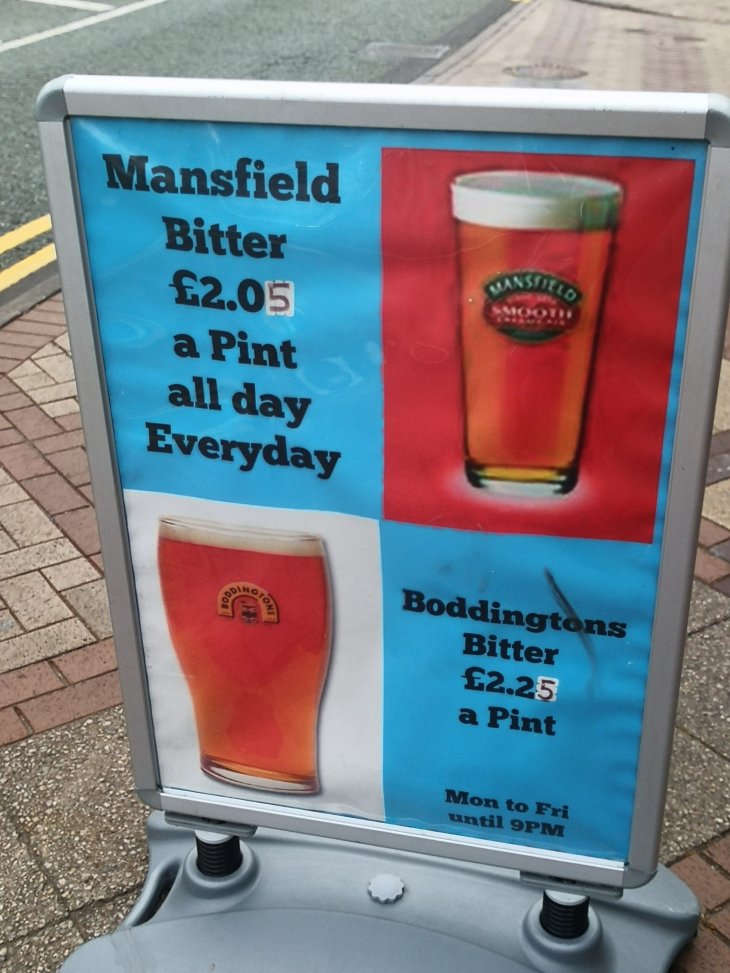 Mansfield
Bitter
£2.05
a Pint
all day
Everyday
MANSFIELD
SMOOTH
BODDINGTONS
Boddingtons
Bitter
£2.25
a Pint
Mon to Fri
until 9PM